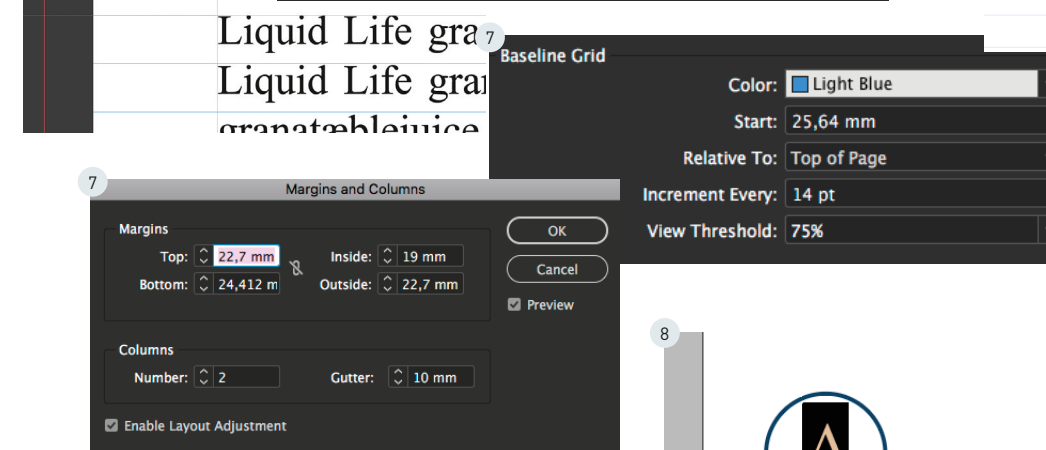 Liquid Life gra
Liquid Life gra
granatæblejuice
7
Baseline Grid
Color: Light Blue
Start: 25,64 mm
Relative To: Top of Page
Increment Every: 14 pt
View Threshold: 75%
7
Margins and Columns
Margins
Top: 22,7 mm Inside: 19 mm
Bottom: 24,412 m Outside: 22,7 mm
Columns
Number: 2 Gutter: 10 mm
Enable Layout Adjustment
OK
Cancel
Preview
8
A